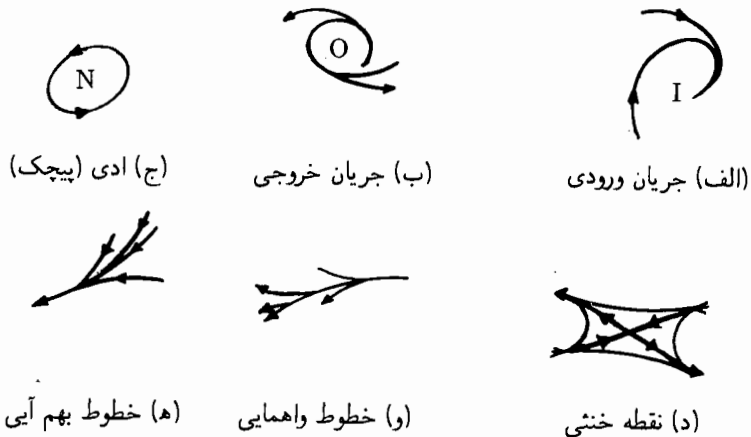 I
O
N
(الف) جریان ورودی
(ب) جریان خروجی
(ج) ادی (پیچک)
(د) نقطه خنثی
(و) خطوط واهمایی
(ه) خطوط بهم آیی